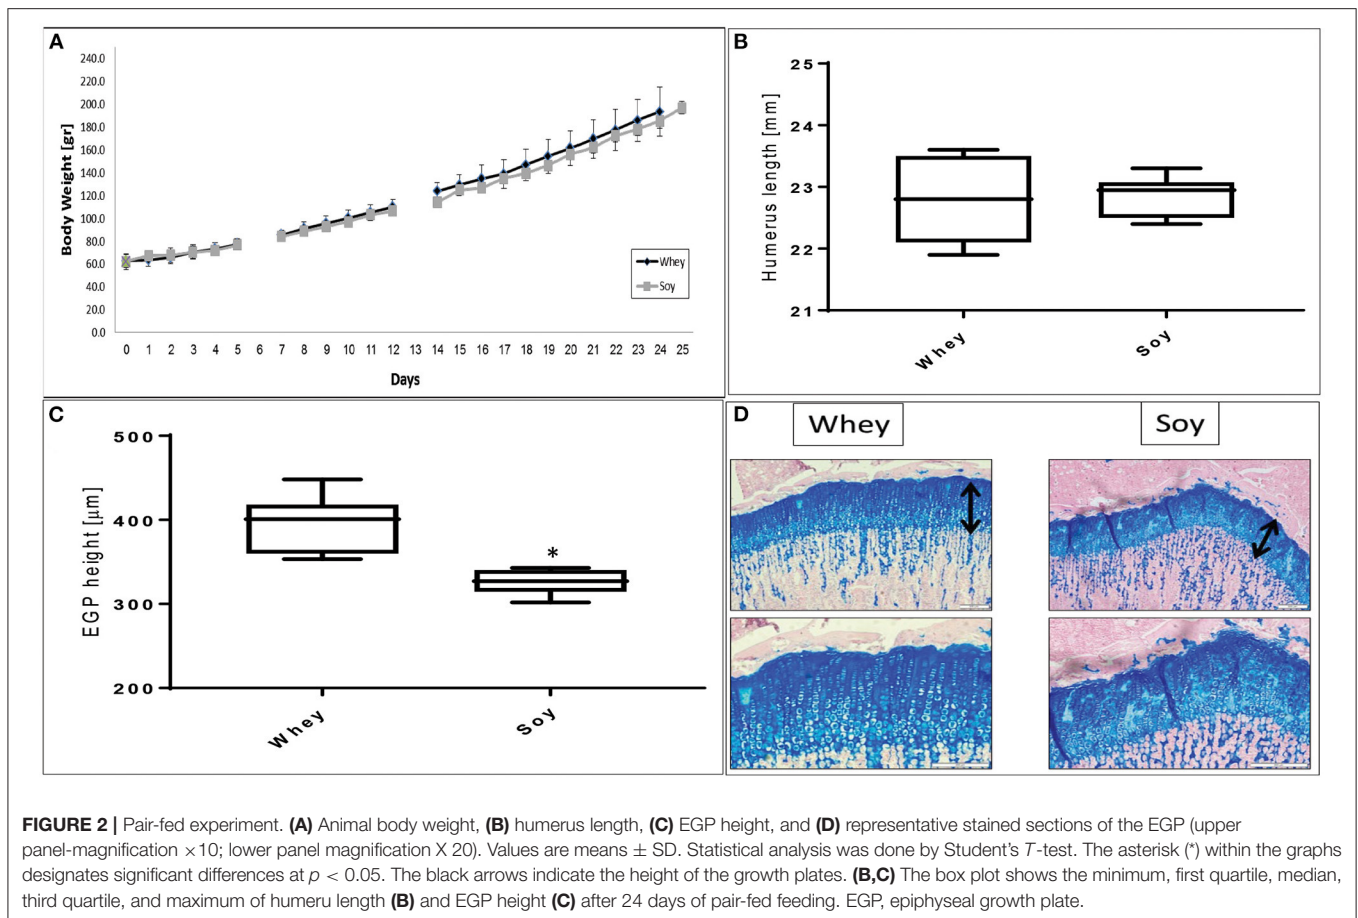 A
Body Weight [gr]
240.0
220.0
200.0
180.0
160.0
140.0
120.0
100.0
80.0
60.0
40.0
20.0
0.0
0 1 2 3 4 5 6 7 8 9 10 11 12 13 14 15 16 17 18 19 20 21 22 23 24 25
Days
Whey
Soy
B
Humerus length [mm]
25
24
23
22
21
Whey
Soy
C
EGP height [μm]
500
400
300
200
*
Whey
Soy
D
Whey
Soy
FIGURE 2 | Pair-fed experiment. (A) Animal body weight, (B) humerus length, (C) EGP height, and (D) representative stained sections of the EGP (upper
panel-magnification ×10; lower panel magnification X 20). Values are means ± SD. Statistical analysis was done by Student's T-test. The asterisk (*) within the graphs
designates significant differences at p < 0.05. The black arrows indicate the height of the growth plates. (B,C) The box plot shows the minimum, first quartile, median,
third quartile, and maximum of humeru length (B) and EGP height (C) after 24 days of pair-fed feeding. EGP, epiphyseal growth plate.